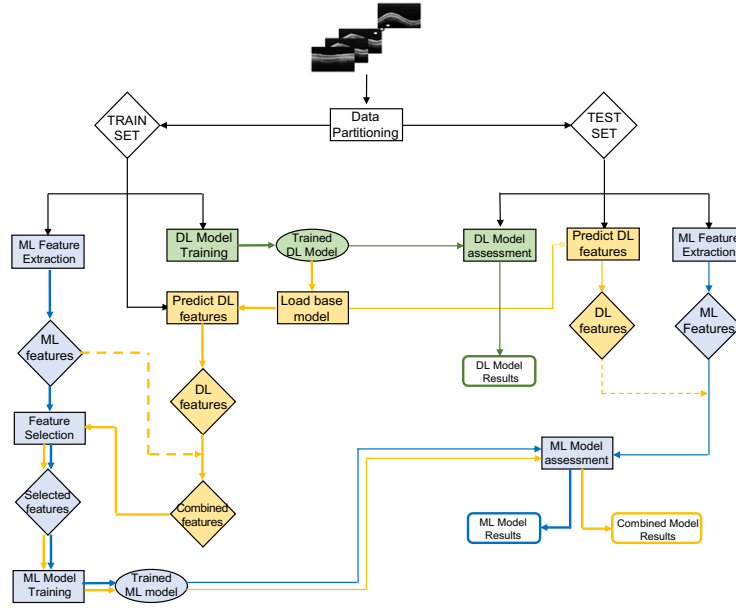 TRAIN
SET
Data
Partitioning
TEST
SET
ML Feature
Extraction
DL Model
Training
Trained
DL Model
DL Model
assessment
Predict DL
features
ML Feature
Extraction
Predict DL
features
Load base
model
DL
features
ML
Features
ML
features
DL
features
DL Model
Results
Feature
Selection
ML Model
assessment
Selected
features
Combined
features
ML Model
Results
Combined Model
Results
ML Model
Training
Trained
ML model